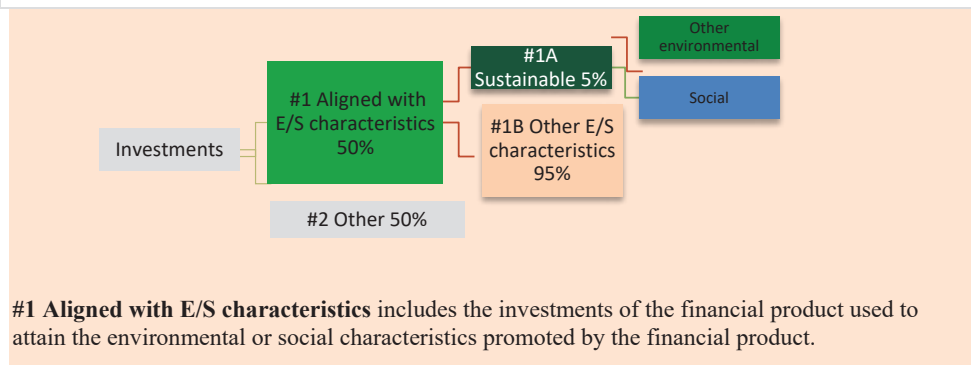 Investments
#1 Aligned with
E/S characteristics
50%
#2 Other 50%
#1A
Sustainable 5%
#1B Other E/S
characteristics
95%
Other
environmental
Social
#1 Aligned with E/S characteristics includes the investments of the financial product used to
attain the environmental or social characteristics promoted by the financial product.